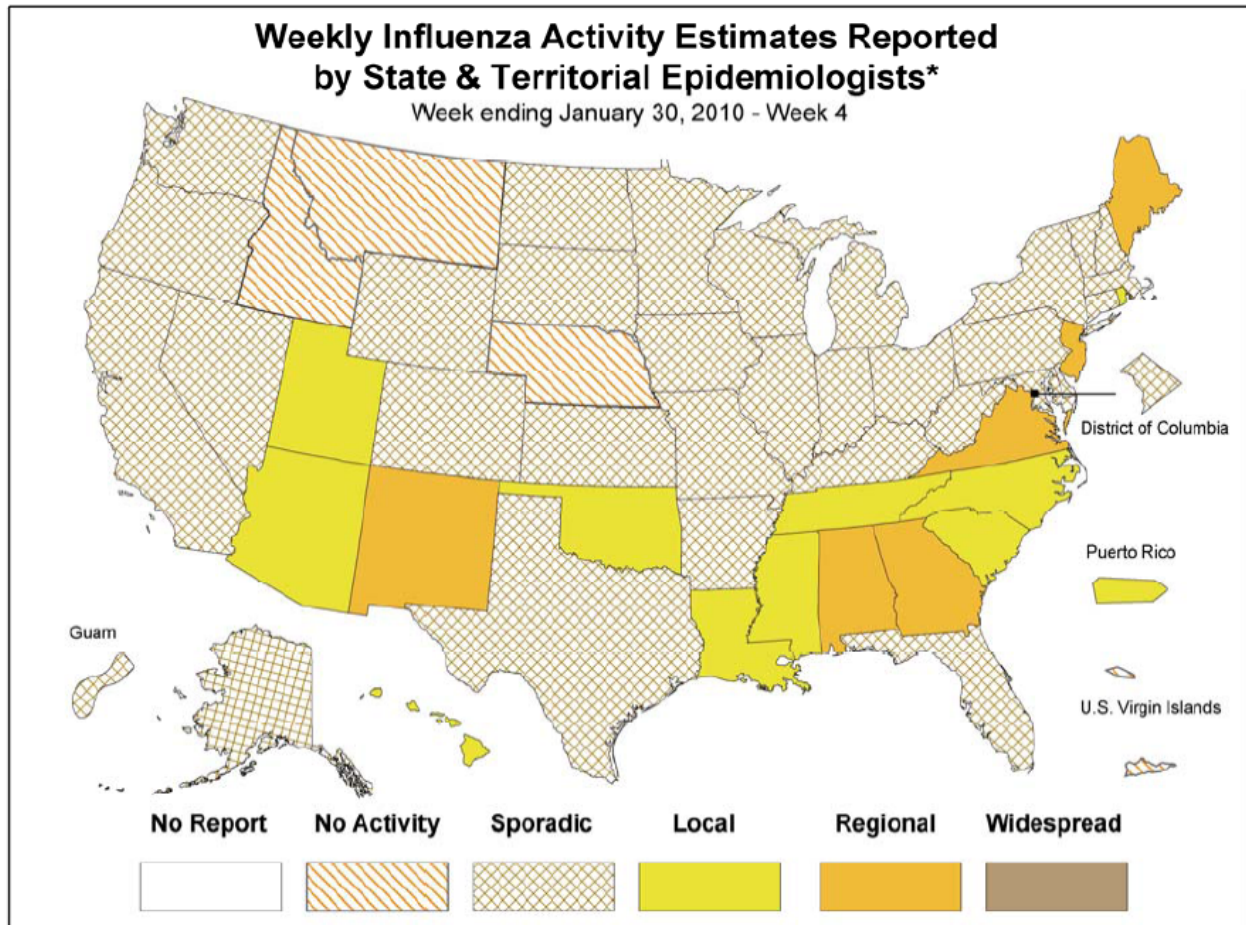 Weekly Influenza Activity Estimates Reported
by State & Territorial Epidemiologists*
Week ending January 30, 2010 - Week 4
District of Columbia
Puerto Rico
Guam
U.S. Virgin Islands
No Report No Activity Sporadic Local Regional Widespread